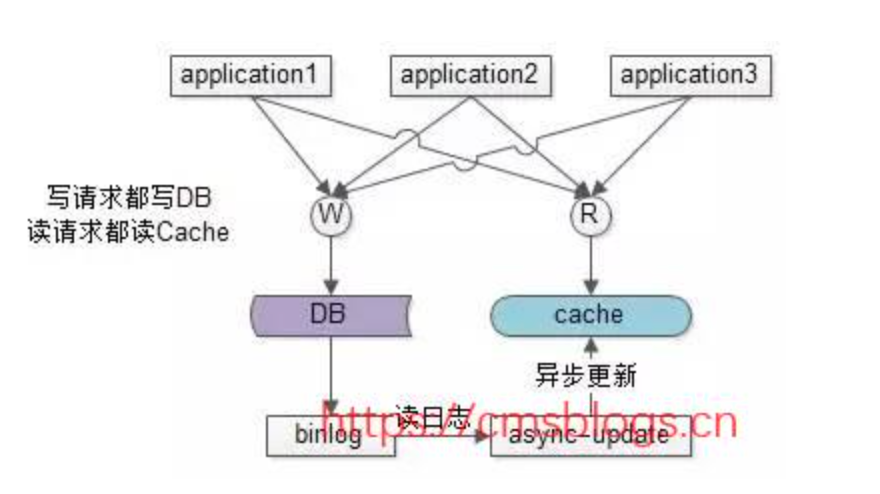 application1
application2
application3
写请求都写DB
读请求都读Cache
W
R
DB
cache
异步更新
读日志
binlog
async-update
https://cmsblogs.cn